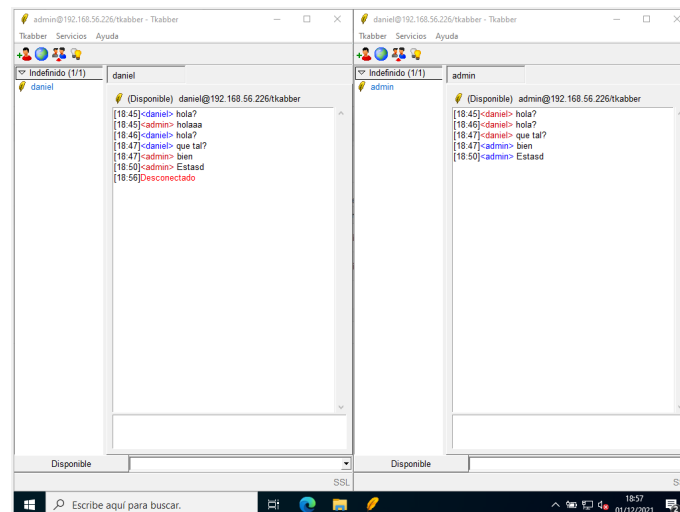 admin@192.168.56.226/tkabber - Tkabber
Tkabber Servicios Ayuda
Indefinido (1/1)
daniel
daniel
(Disponible) daniel@192.168.56.226/tkabber
[18:45]<daniel> hola?
[18:45]<admin> holaaa
[18:46]<daniel> hola?
[18:47]<daniel> que tal?
[18:47]<admin> bien
[18:50]<admin> Estasd
[18:56]Desconectado
Disponible
SSL
daniel@192.168.56.226/tkabber - Tkabber
Tkabber Servicios Ayuda
Indefinido (1/1)
admin
admin
(Disponible) admin@192.168.56.226/tkabber
[18:45]<daniel> hola?
[18:46]<daniel> hola?
[18:47]<daniel> que tal?
[18:47]<admin> bien
[18:50]<admin> Estasd
Disponible
Escribe aquí para buscar.
18:57
01/12/2021